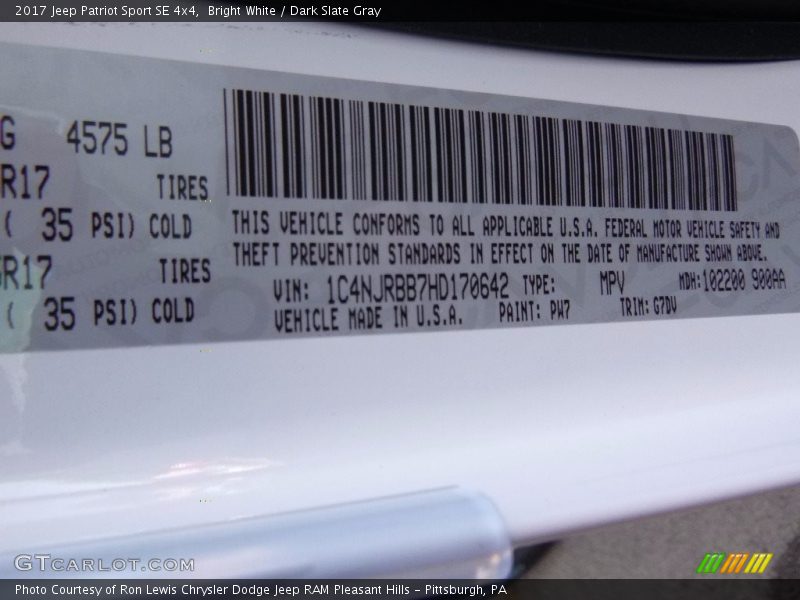 2017 Jeep Patriot Sport SE 4x4,  Bright White / Dark Slate Gray
G 4575 LB
R17 TIRES
( 35 PSI) COLD
R17 TIRES
( 35 PSI) COLD
THIS VEHICLE CONFORMS TO ALL APPLICABLE U.S.A. FEDERAL MOTOR VEHICLE SAFETY AND
THEFT PREVENTION STANDARDS IN EFFECT ON THE DATE OF MANUFACTURE SHOWN ABOVE.
VIN: 1C4NJRBB7HD170642 TYPE: MPV MDH:102200 900AA
VEHICLE MADE IN U.S.A. PAINT: PW7 TRIM: G7DV
GTCARLOT.COM
Photo Courtesy of Ron Lewis Chrysler Dodge Jeep RAM Pleasant Hills - Pittsburgh, PA